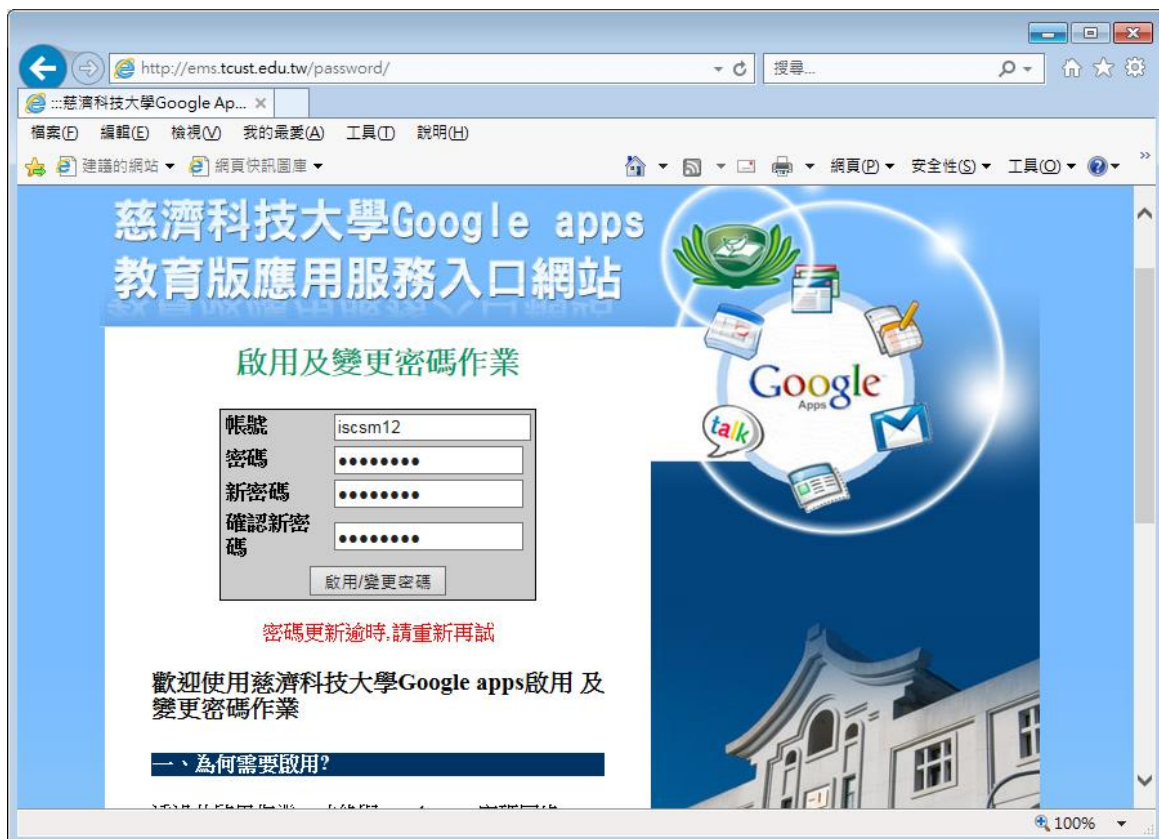 http://ems.tcust.edu.tw/password/
搜尋...
:::慈濟科技大學Google Ap...
檔案(F) 編輯(E) 檢視(V) 我的最愛(A) 工具(T) 說明(H)
建議的網站 網頁快訊圖庫 網頁(P) 安全性(S) 工具(O)
慈濟科技大學Google apps
教育版應用服務入口網站
Google
Apps
talk
啟用及變更密碼作業
帳號 iscsm12
密碼 ••••••••
新密碼 ••••••••
確認新密
碼 ••••••••
啟用/變更密碼
密碼更新逾時,請重新再試
歡迎使用慈濟科技大學Google apps啟用 及
變更密碼作業
一、為何需要啟用?
100%